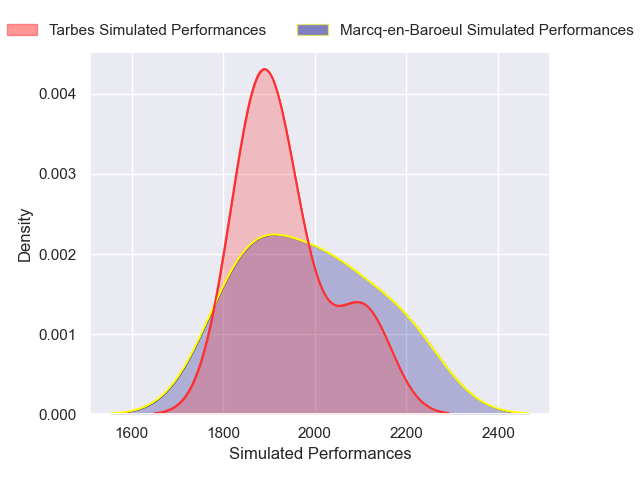 Tarbes Simulated Performances
Marcq-en-Baroeul Simulated Performances
0.004
0.003
0.002
0.001
0.000
Density
1600 1800 2000 2200 2400
Simulated Performances